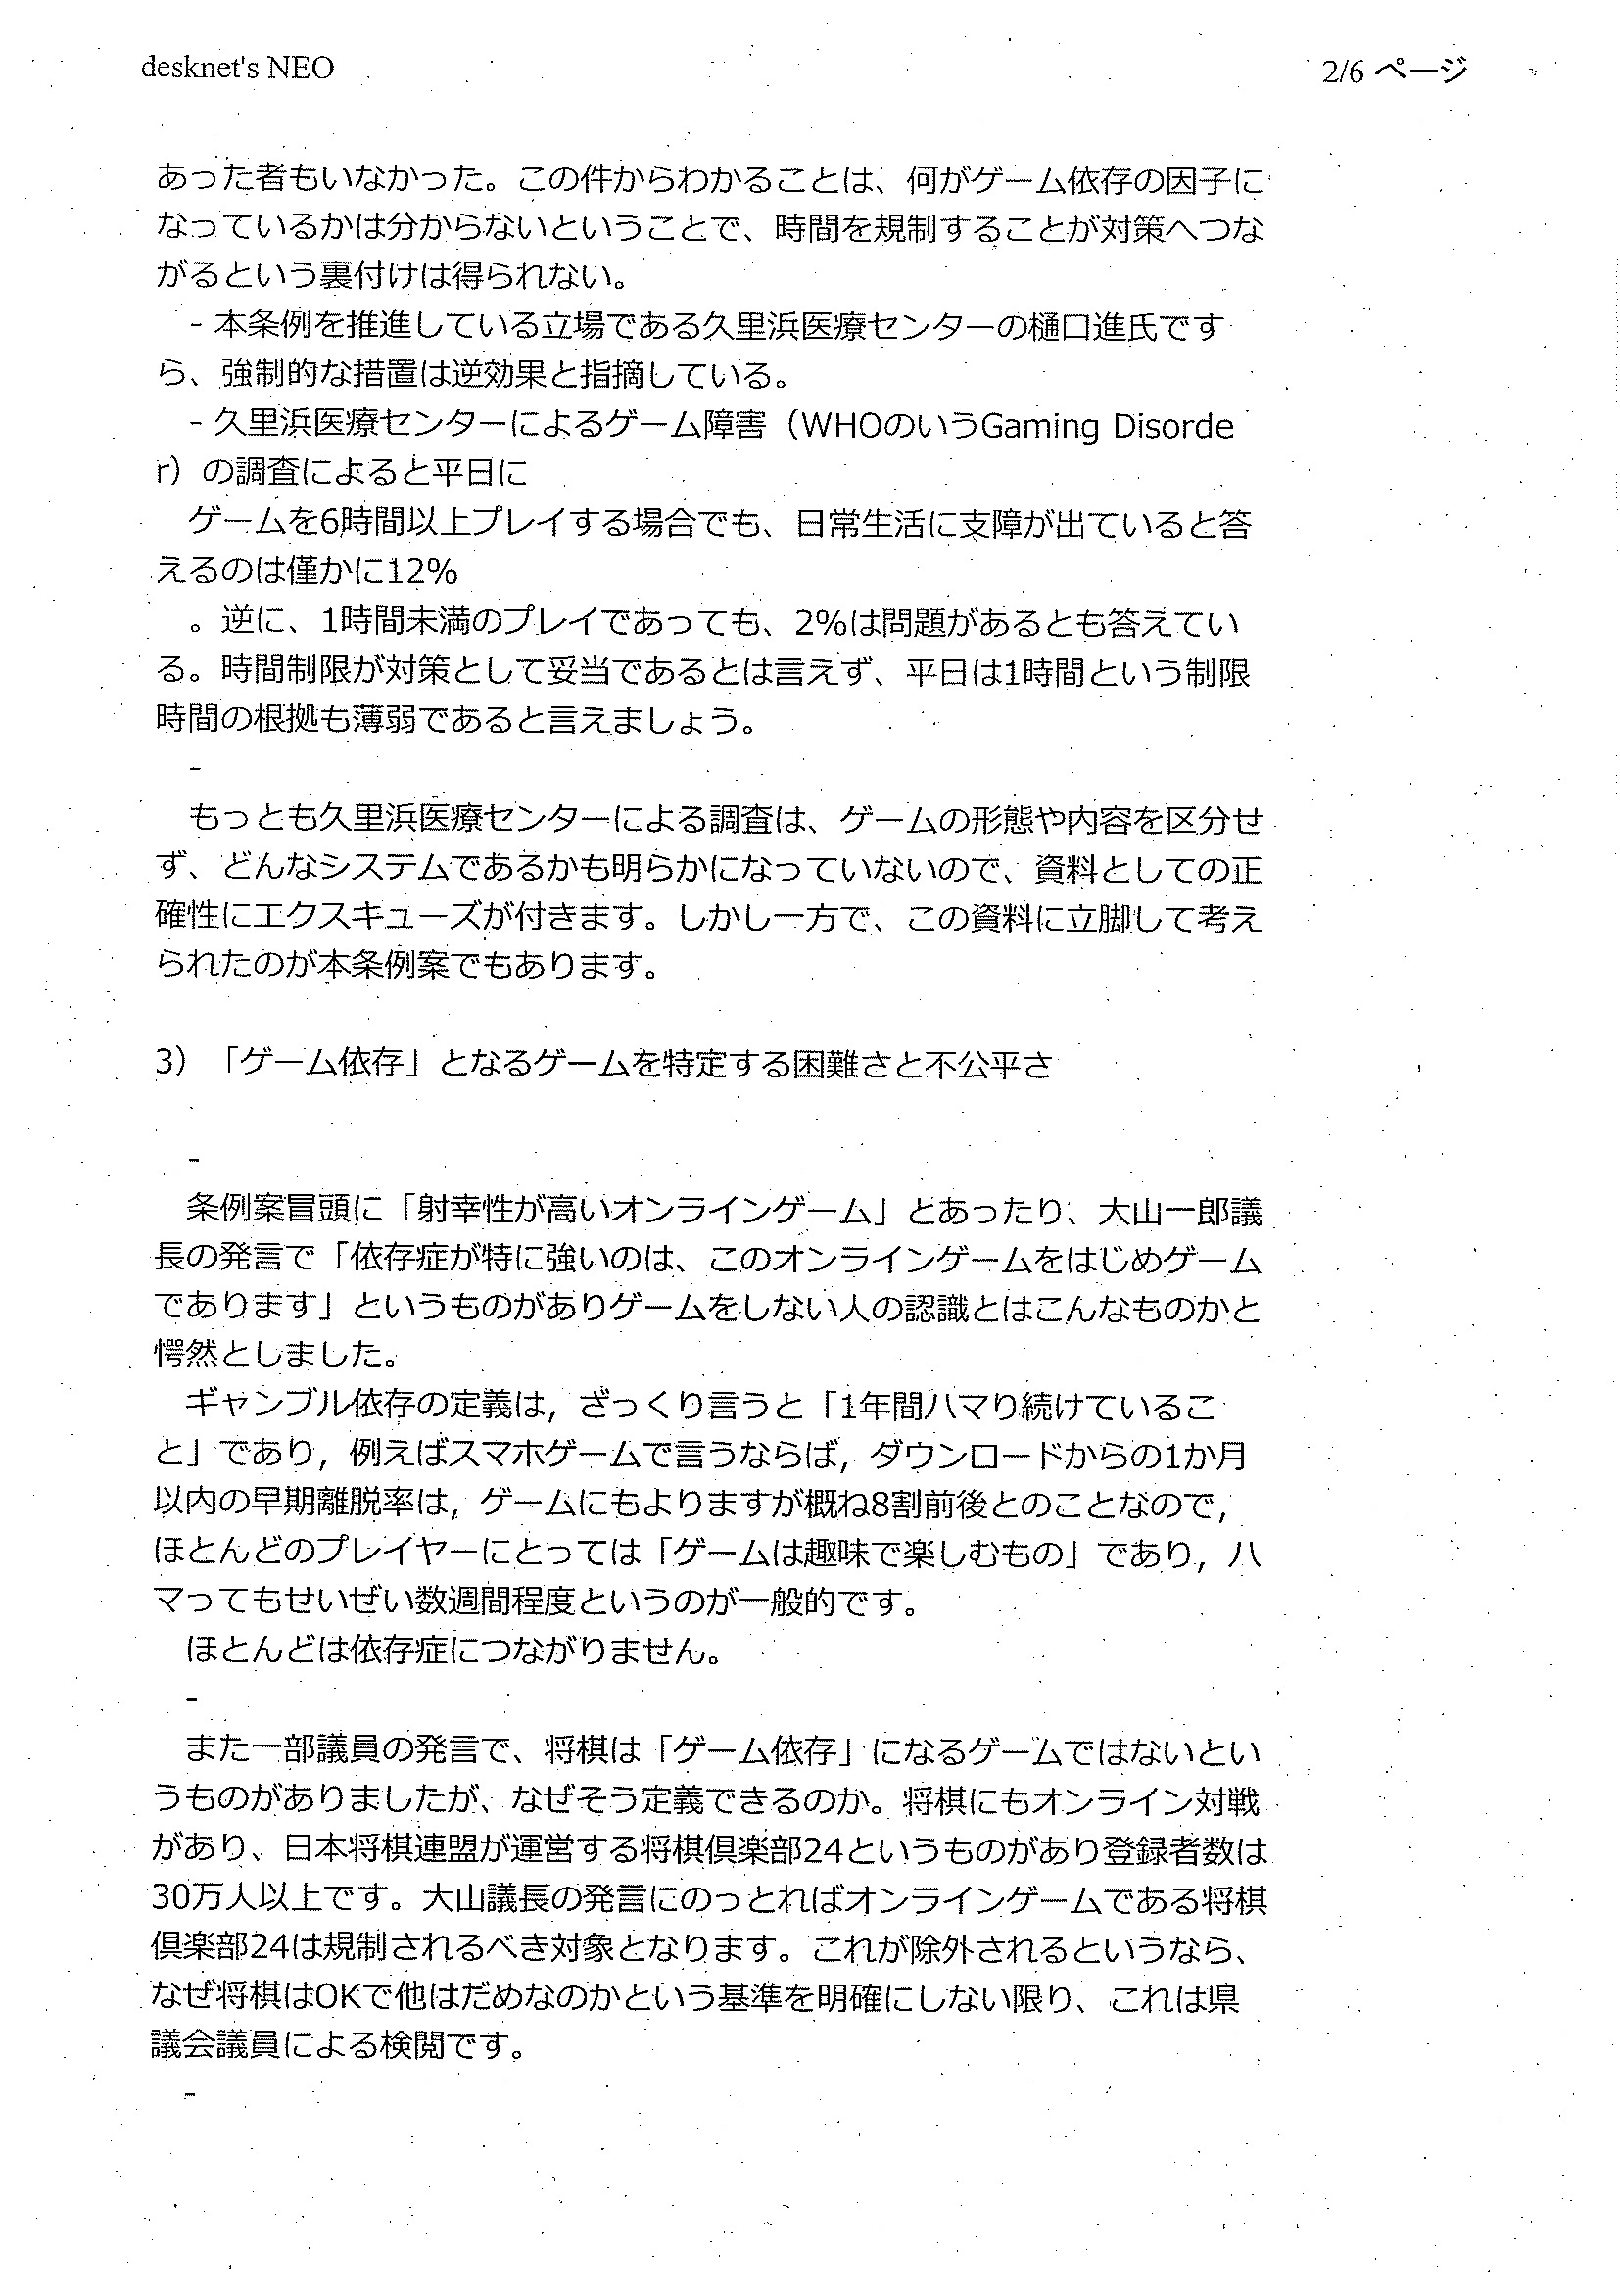 desknet's NEO
2/6 ページ
あった者もいなかった。この件からわかることは、何がゲーム依存の因子に
なっているかは分からないということで、時間を規制することが対策へつな
がるという裏付けは得られない。
- 本条例を推進している立場である久里浜医療センターの樋口進氏です
ら、強制的な措置は逆効果と指摘している。
- 久里浜医療センターによるゲーム障害（WHOのいうGaming Disorde
r）の調査によると平日に
ゲームを6時間以上プレイする場合でも、日常生活に支障が出ていると答
えるのは僅かに12%
。逆に、1時間未満のプレイであっても、2%は問題があるとも答えてい
る。時間制限が対策として妥当であるとは言えず、平日は1時間という制限
時間の根拠も薄弱であると言えましょう。
-
もっとも久里浜医療センターによる調査は、ゲームの形態や内容を区分せ
ず、どんなシステムであるかも明らかになっていないので、資料としての正
確性にエクスキューズが付きます。しかし一方で、この資料に立脚して考え
られたのが本条例案でもあります。
3）「ゲーム依存」となるゲームを特定する困難さと不公平さ
-
条例案冒頭に「射幸性が高いオンラインゲーム」とあったり、大山一郎議
長の発言で「依存症が特に強いのは、このオンラインゲームをはじめゲーム
であります」というものがありゲームをしない人の認識とはこんなものかと
愕然としました。
ギャンブル依存の定義は，ざっくり言うと「1年間ハマり続けているこ
と」であり，例えばスマホゲームで言うならば，ダウンロードからの1か月
以内の早期離脱率は，ゲームにもよりますが概ね8割前後とのことなので，
ほとんどのプレイヤーにとっては「ゲームは趣味で楽しむもの」であり，ハ
マってもせいぜい数週間程度というのが一般的です。
ほとんどは依存症につながりません。
-
また一部議員の発言で、将棋は「ゲーム依存」になるゲームではないとい
うものがありましたが、なぜそう定義できるのか。将棋にもオンライン対戦
があり、日本将棋連盟が運営する将棋倶楽部24というものがあり登録者数は
30万人以上です。大山議長の発言にのっとればオンラインゲームである将棋
倶楽部24は規制されるべき対象となります。これが除外されるというなら、
なぜ将棋はOKで他はだめなのかという基準を明確にしない限り、これは県
議会議員による検閲です。
-